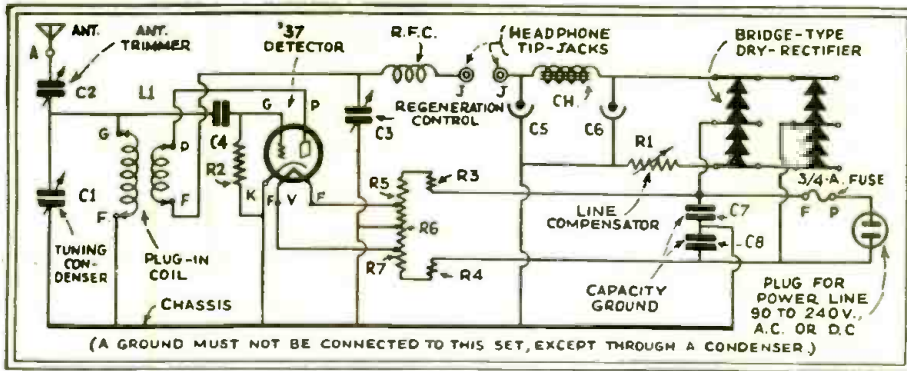 ANT.
ANT.
TRIMMER
A
C2
L1
'37
DETECTOR
R.F.C.
HEADPHONE
TIP-JACKS
BRIDGE-TYPE
DRY-RECTIFIER
G
P
C4
G
P
J
J
CH.
C3
REGENERATION
CONTROL
C5
C6
R1
R2
C1
F
F
K
F
V
F
R5
R3
R6
R7
R4
LINE
COMPENSATOR
3/4-A. FUSE
F
P
C7
C8
TUNING
CON-
DENSER
PLUG-IN
COIL
CHASSIS
CAPACITY
GROUND
PLUG FOR
POWER LINE
90 TO 240 V.,
A.C. OR D.C
(A GROUND MUST NOT BE CONNECTED TO THIS SET, EXCEPT THROUGH A CONDENSER.)